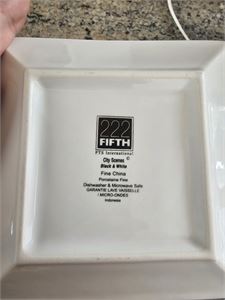 222
FIFTH
PTS International
City Scenes ©
Black & White
Fine China
Porcelaine Fine
Dishwasher & Microwave Safe
GARANTIE LAVE VAISSELLE
/ MICRO-ONDES
Indonesia